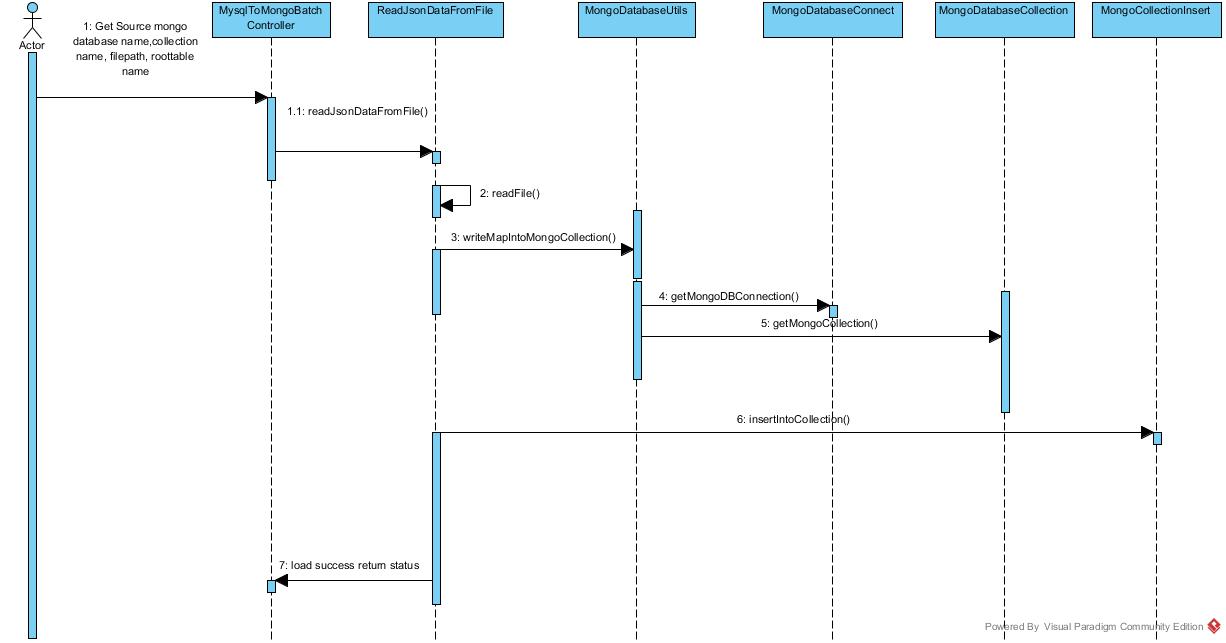 MysqlToMongoBatch
Controller
ReadJsonDataFromFile
MongoDatabaseUtils
MongoDatabaseConnect
MongoDatabaseCollection
MongoCollectionInsert
Actor
1: Get Source mongo
database name,collection
name, filepath, roottable
name
1.1: readJsonDataFromFile()
2: readFile()
3: writeMapIntoMongoCollection()
4: getMongoDBConnection()
5: getMongoCollection()
6: insertIntoCollection()
7: load success return status
Powered By Visual Paradigm Community Edition